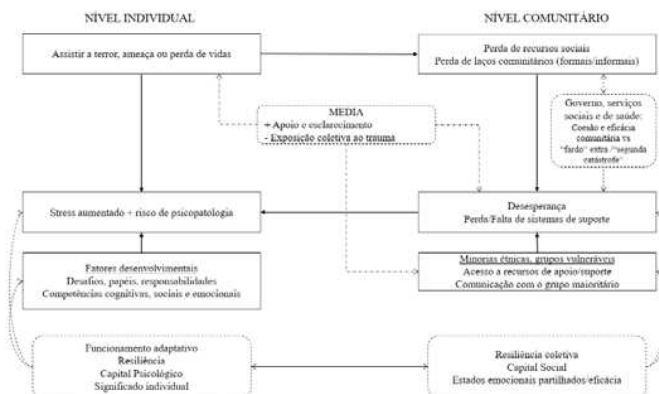 NÍVEL INDIVIDUAL
NÍVEL COMUNITÁRIO
Assistir a terror, ameaça ou perda de vidas
Perda de recursos sociais
Perda de laços comunitários (formais/informais)
MEDIA
+ Apoio e esclarecimento
- Exposição coletiva ao trauma
Governo, serviços
sociais e de saúde:
Coesão e eficácia
comunitária vs
"fardo" extra /"segunda
catástrofe"
Stress aumentado + risco de psicopatologia
Desesperança
Perda/Falta de sistemas de suporte
Fatores desenvolvimentais
Desafios, papéis, responsabilidades
Competências cognitivas, sociais e emocionais
Minorias étnicas, grupos vulneráveis
Acesso a recursos de apoio/suporte
Comunicação com o grupo maioritário
Funcionamento adaptativo
Resiliência
Capital Psicológico
Significado individual
Resiliência coletiva
Capital Social
Estados emocionais partilhados/eficácia